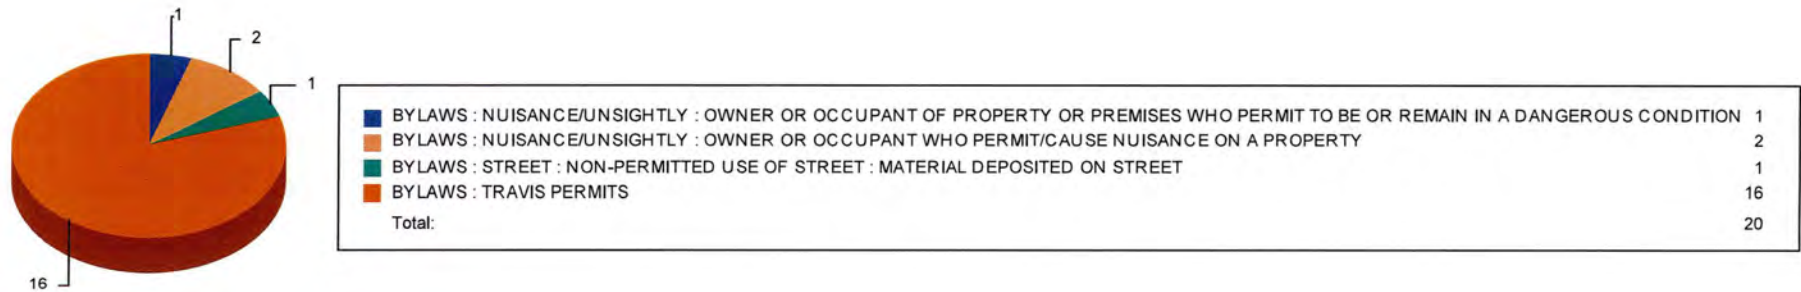 1
2
1
16
BYLAWS : NUISANCE/UNSIGHTLY : OWNER OR OCCUPANT OF PROPERTY OR PREMISES WHO PERMIT TO BE OR REMAIN IN A DANGEROUS CONDITION 1
BYLAWS : NUISANCE/UNSIGHTLY : OWNER OR OCCUPANT WHO PERMIT/CAUSE NUISANCE ON A PROPERTY 2
BYLAWS : STREET : NON-PERMITTED USE OF STREET : MATERIAL DEPOSITED ON STREET 1
BYLAWS : TRAVIS PERMITS 16
Total: 20